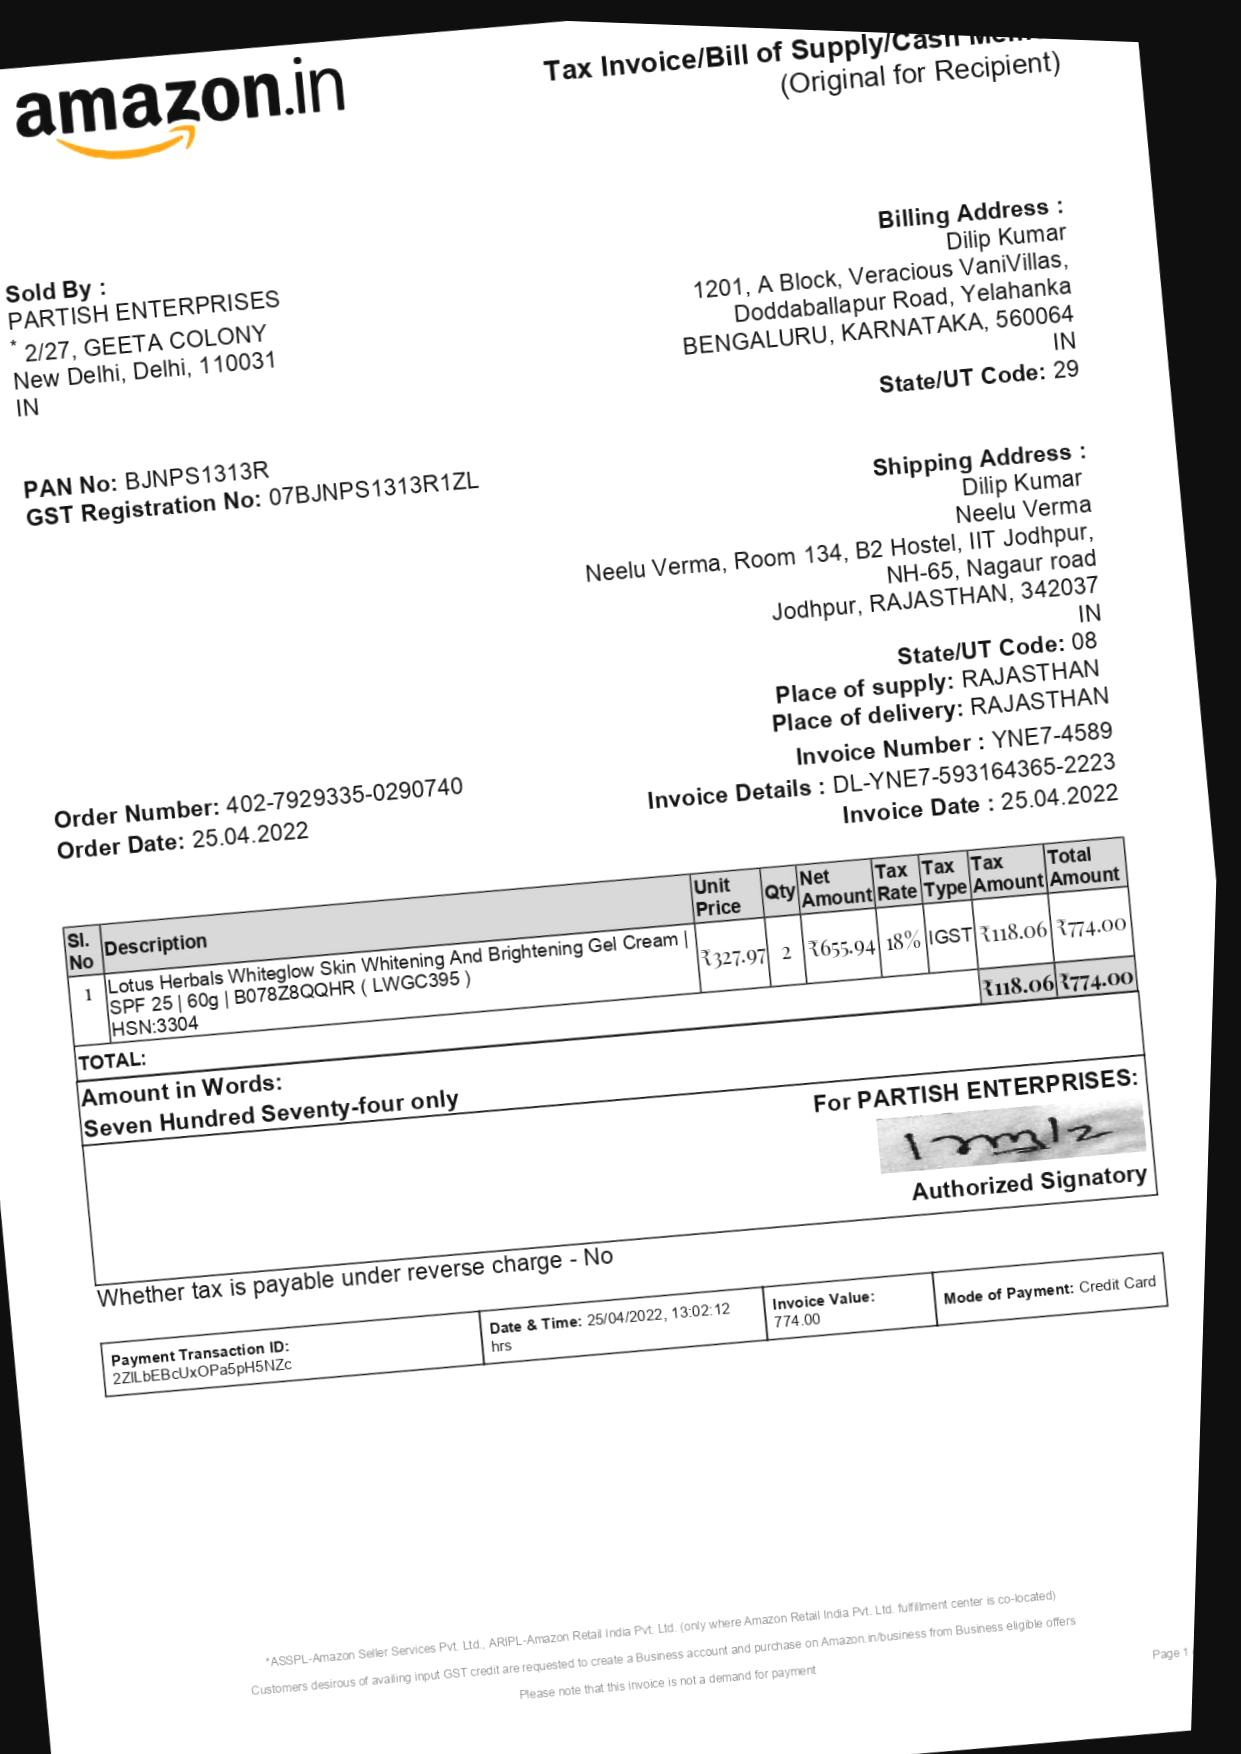 amazon.in
Tax Invoice/Bill of Supply/Cash
(Original for Recipient)
Billing Address :
Dilip Kumar
1201, A Block, Veracious VaniVillas,
Doddaballapur Road, Yelahanka
BENGALURU, KARNATAKA, 560064
IN
State/UT Code: 29
Sold By :
PARTISH ENTERPRISES
* 2/27, GEETA COLONY
New Delhi, Delhi, 110031
IN
PAN No: BJNPS1313R
GST Registration No: 07BJNPS1313R1ZL
Shipping Address :
Dilip Kumar
Neelu Verma
Neelu Verma, Room 134, B2 Hostel, IIT Jodhpur,
NH-65, Nagaur road
Jodhpur, RAJASTHAN, 342037
IN
State/UT Code: 08
Place of supply: RAJASTHAN
Place of delivery: RAJASTHAN
Invoice Number : YNE7-4589
Invoice Details : DL-YNE7-593164365-2223
Invoice Date : 25.04.2022
Order Number: 402-7929335-0290740
Order Date: 25.04.2022
Sl. No Description Unit Price Qty Net Amount Tax Rate Tax Type Tax Amount Total Amount
1 Lotus Herbals Whiteglow Skin Whitening And Brightening Gel Cream | ₹327.97 2 ₹655.94 18% IGST ₹118.06 ₹774.00
SPF 25 | 60g | B078Z8QQHR ( LWGC395 )
HSN:3304
TOTAL: ₹118.06 ₹774.00
Amount in Words:
Seven Hundred Seventy-four only
For PARTISH ENTERPRISES:
Authorized Signatory
Whether tax is payable under reverse charge - No
Payment Transaction ID:
2ZlLbEBcUxOPa5pH5NZc
Date & Time: 25/04/2022, 13:02:12
hrs
Invoice Value:
774.00
Mode of Payment: Credit Card
*ASSPL-Amazon Seller Services Pvt. Ltd., ARIPL-Amazon Retail India Pvt. Ltd. (only where Amazon Retail India Pvt. Ltd. fulfillment center is co-located)
Customers desirous of availing input GST credit are requested to create a Business account and purchase on Amazon.in/business from Business eligible offers
Please note that this invoice is not a demand for payment
Page 1